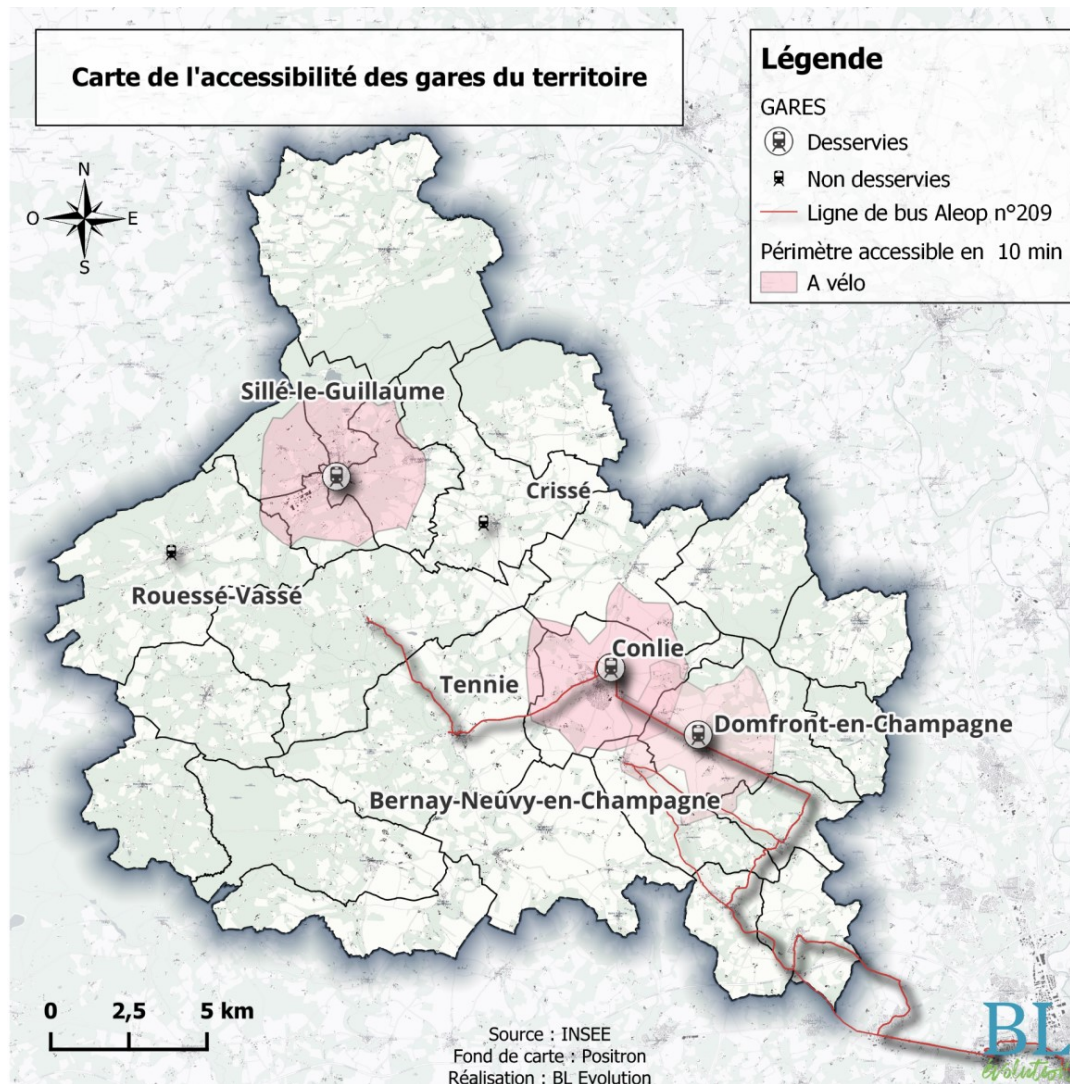 Carte de l'accessibilité des gares du territoire
Légende
GARES
Desservies
Non desservies
Ligne de bus Aleop n°209
Périmètre accessible en 10 min
A vélo
N
O
E
S
Sillé-le-Guillaume
Crissé
Rouessé-Vassé
Conlie
Tennie
Domfront-en-Champagne
Bernay-Neuvy-en-Champagne
0 2,5 5 km
Source : INSEE
Fond de carte : Positron
Réalisation : BL Evolution
BL
évolution